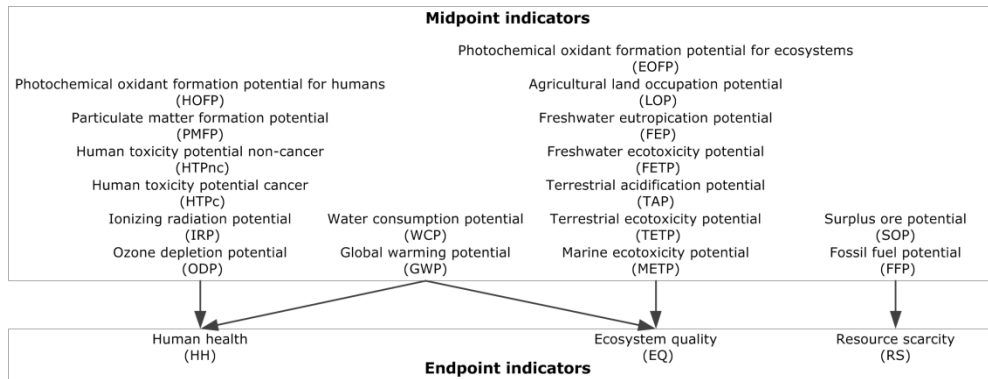 Midpoint indicators
Photochemical oxidant formation potential for ecosystems
(EOFP)
Photochemical oxidant formation potential for humans
(HOFP)
Agricultural land occupation potential
(LOP)
Particulate matter formation potential
(PMFP)
Freshwater eutropication potential
(FEP)
Human toxicity potential non-cancer
(HTPnc)
Freshwater ecotoxicity potential
(FETP)
Human toxicity potential cancer
(HTPc)
Terrestrial acidification potential
(TAP)
Ionizing radiation potential
(IRP)
Water consumption potential
(WCP)
Terrestrial ecotoxicity potential
(TETP)
Surplus ore potential
(SOP)
Ozone depletion potential
(ODP)
Global warming potential
(GWP)
Marine ecotoxicity potential
(METP)
Fossil fuel potential
(FFP)
Human health
(HH)
Ecosystem quality
(EQ)
Resource scarcity
(RS)
Endpoint indicators